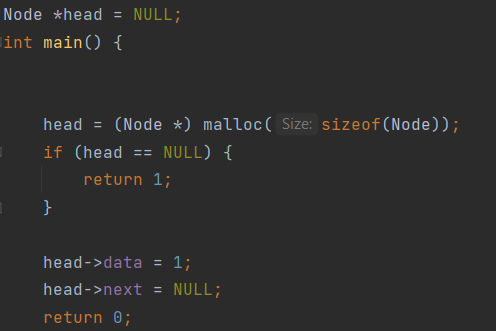 Node *head = NULL;
int main() {
head = (Node *) malloc( Size: sizeof(Node));
if (head == NULL) {
return 1;
}
head->data = 1;
head->next = NULL;
return 0;